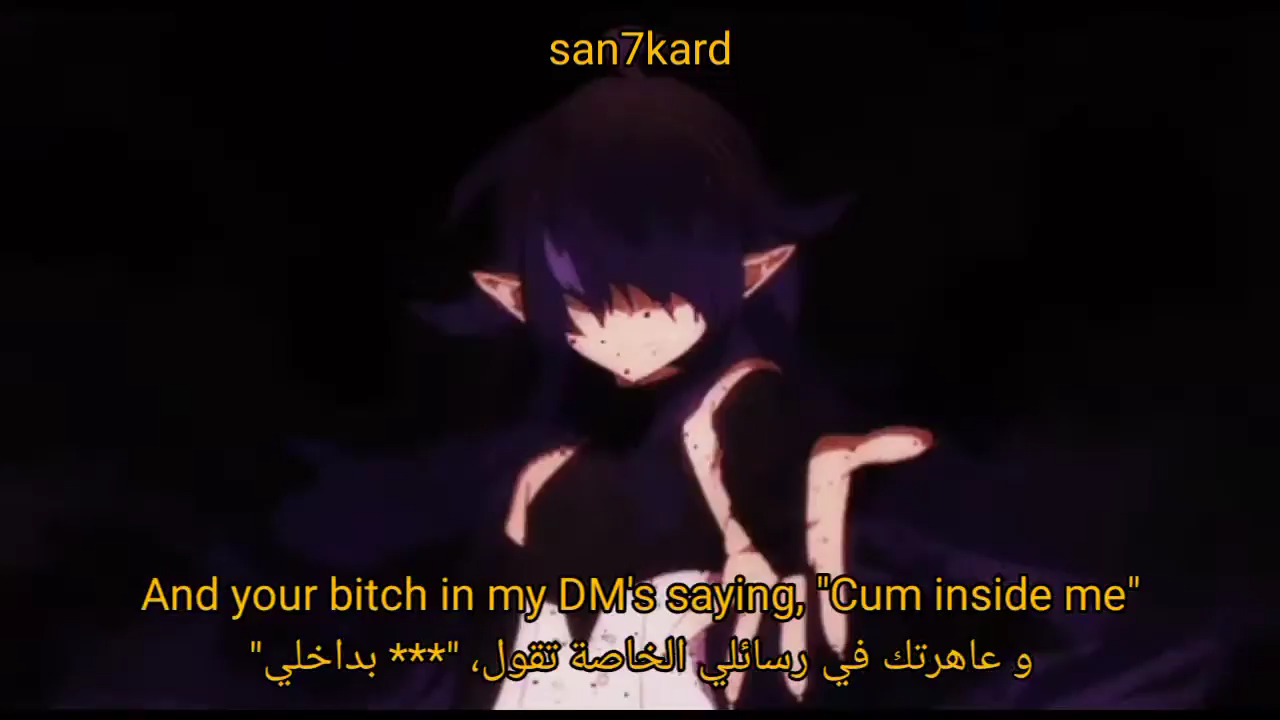 san7kard
And your bitch in my DM's saying, "Cum inside me"
و عاهرتك في رسائلي الخاصة تقول، "*** بداخلي"